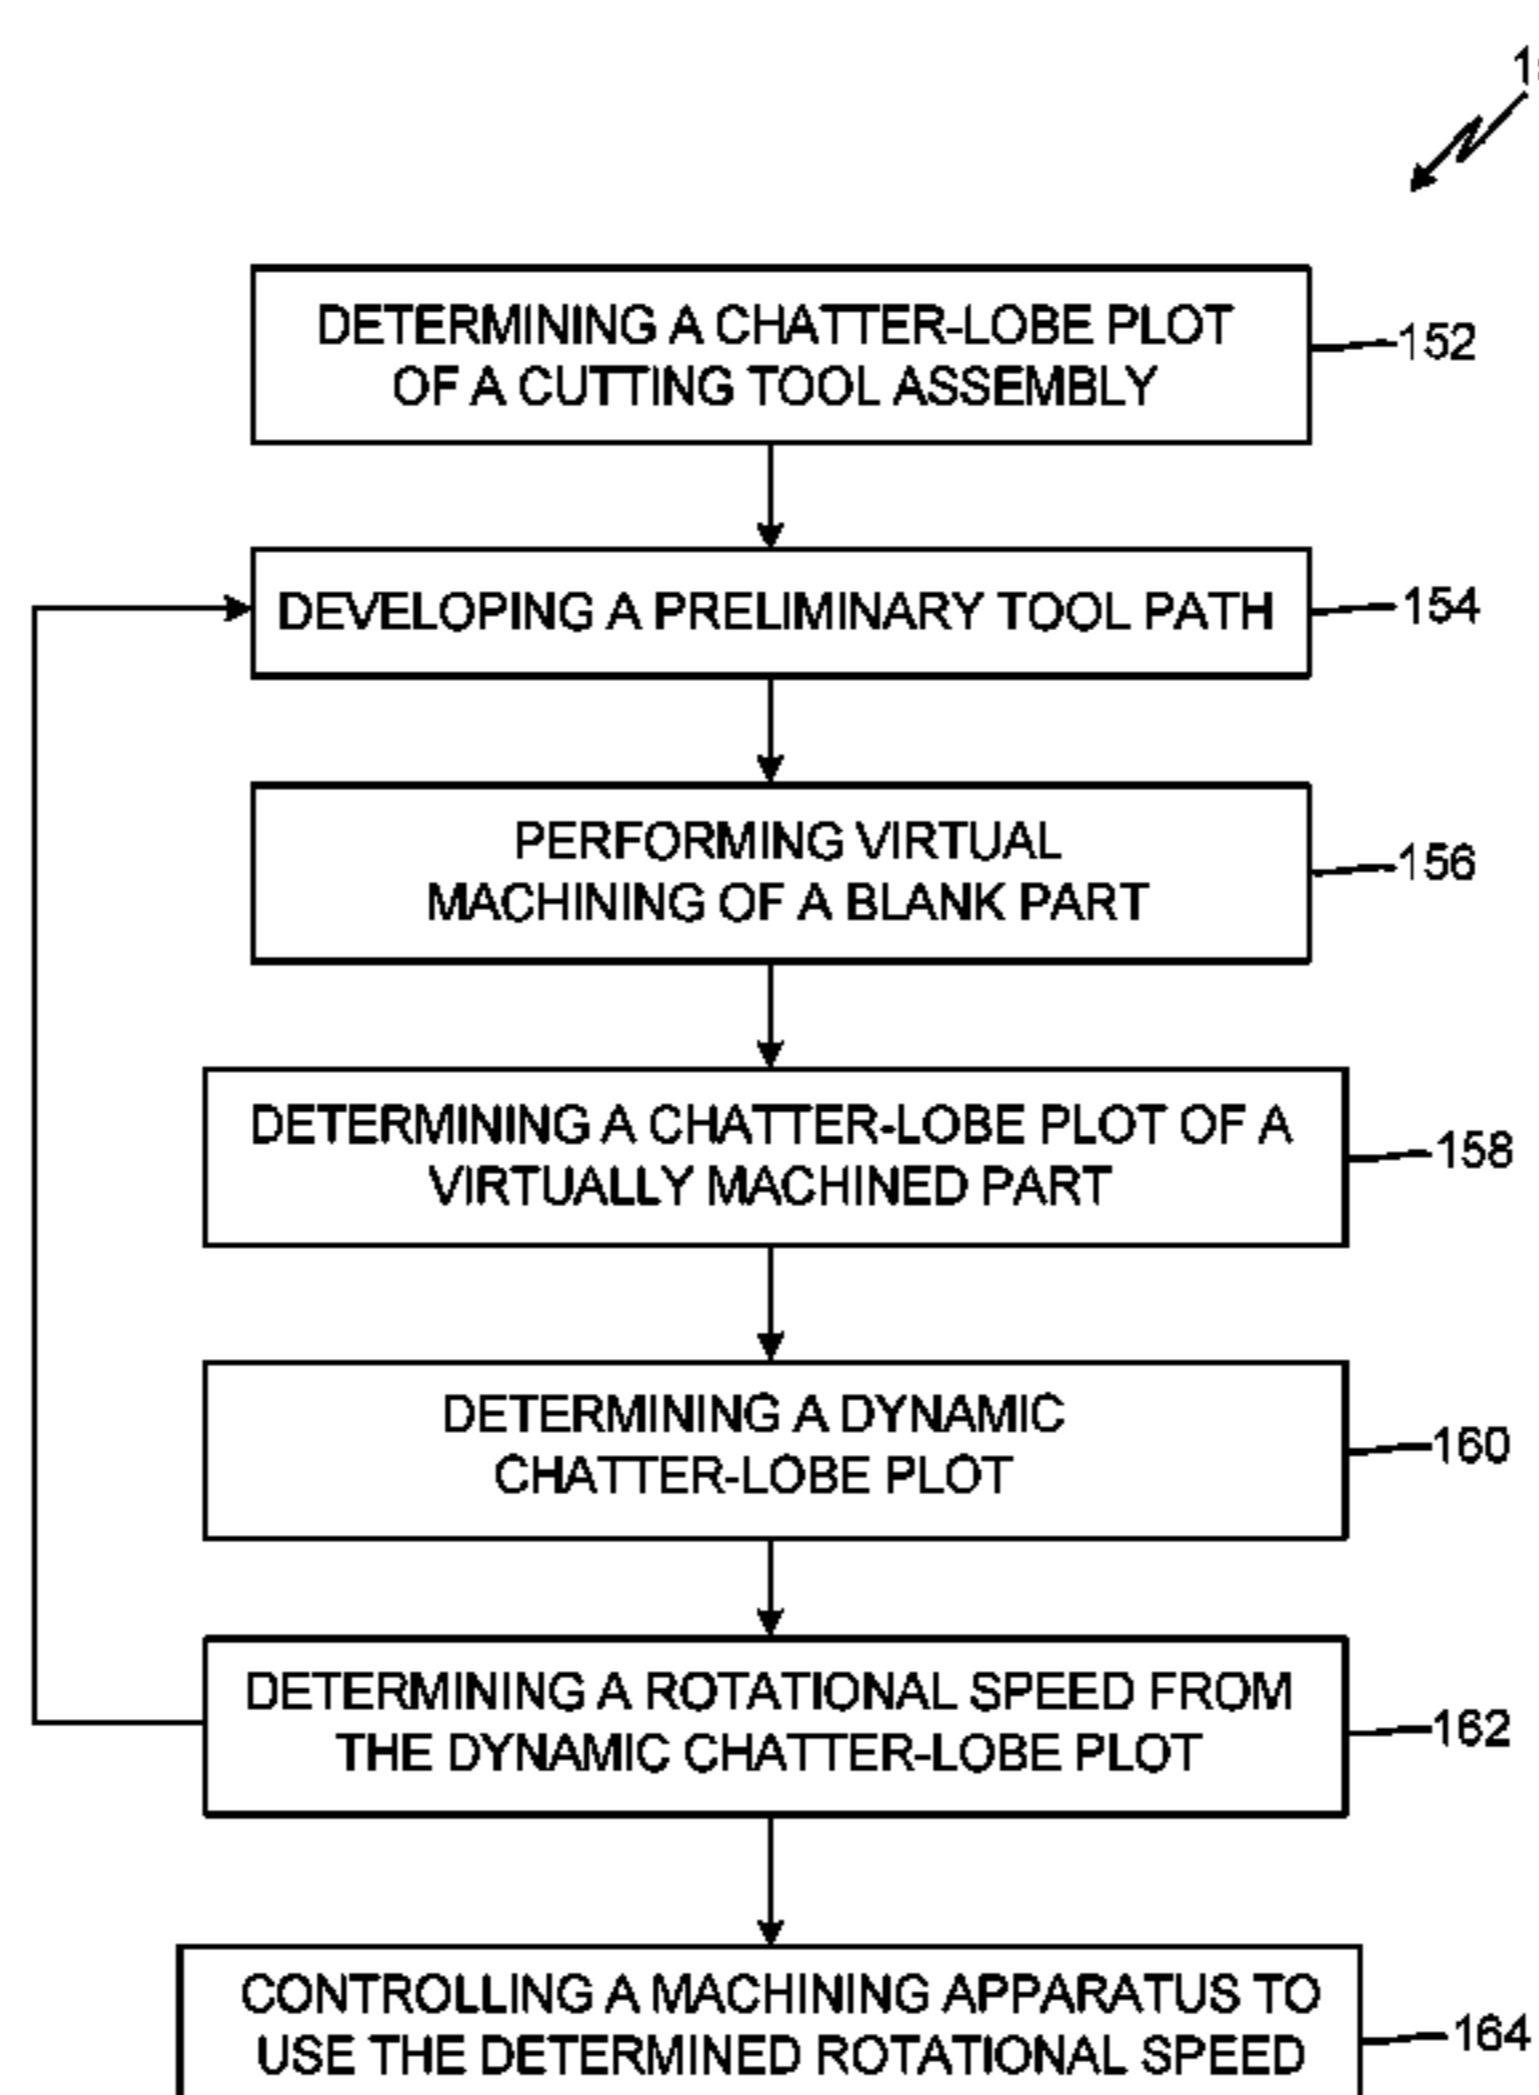 DETERMINING A CHATTER-LOBE PLOT
OF A CUTTING TOOL ASSEMBLY
152
DEVELOPING A PRELIMINARY TOOL PATH
154
PERFORMING VIRTUAL
MACHINING OF A BLANK PART
156
DETERMINING A CHATTER-LOBE PLOT OF A
VIRTUALLY MACHINED PART
158
DETERMINING A DYNAMIC
CHATTER-LOBE PLOT
160
DETERMINING A ROTATIONAL SPEED FROM
THE DYNAMIC CHATTER-LOBE PLOT
162
CONTROLLING A MACHINING APPARATUS TO
USE THE DETERMINED ROTATIONAL SPEED
164